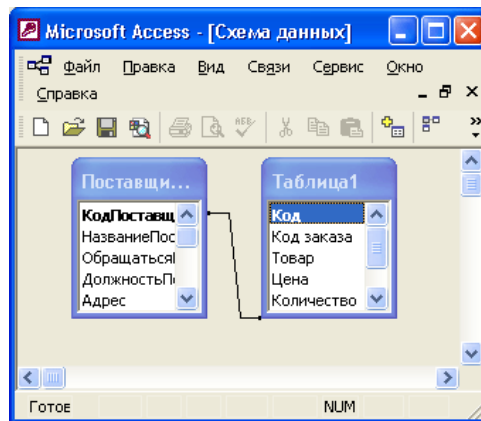 Microsoft Access - [Схема данных]
Файл Правка Вид Связи Сервис Окно
Справка
Поставщи... Таблица1
КодПоставщ Код
НазваниеПос Код заказа
Обращаться Товар
ДолжностьП Цена
Адрес Количество
Готов NUM